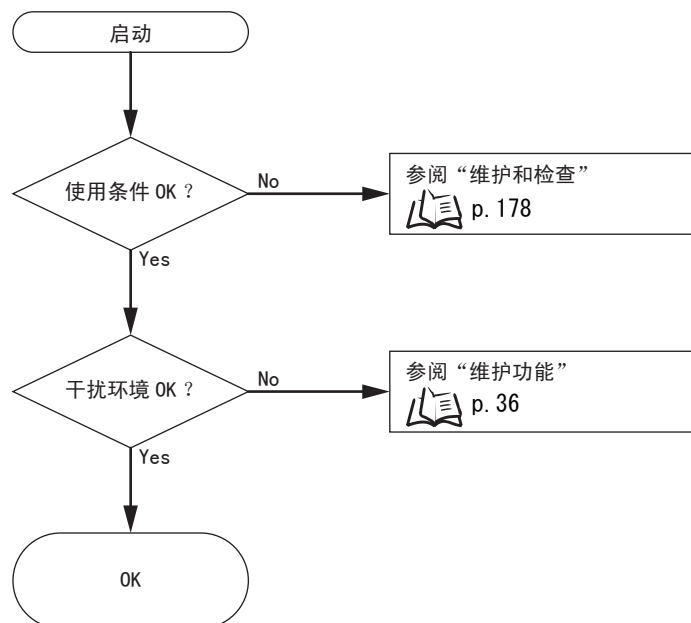 启动
使用条件 OK ？
No
参阅“维护和检查”
p. 178
Yes
干扰环境 OK ？
No
参阅“维护功能”
p. 36
Yes
OK